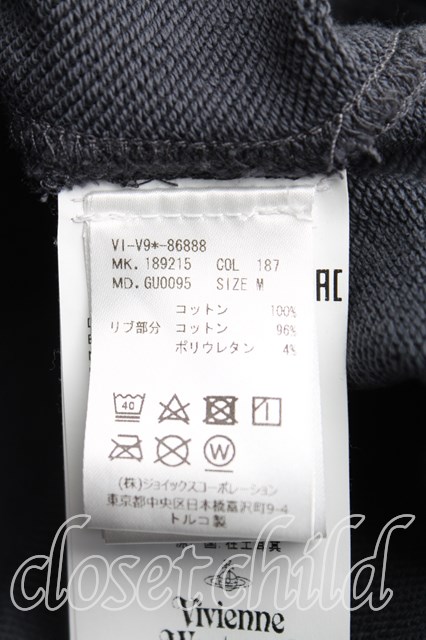 VI-V9*-86888
MK. 189215 COL 187
MD. GU0095 SIZE M
コットン 100%
リブ部分 コットン 96%
ポリウレタン 4%
40
W
(株)ジョイックスコーポレーション
東京都中央区日本橋蛎殻町9-4
トルコ製
closetchild
Vivienne